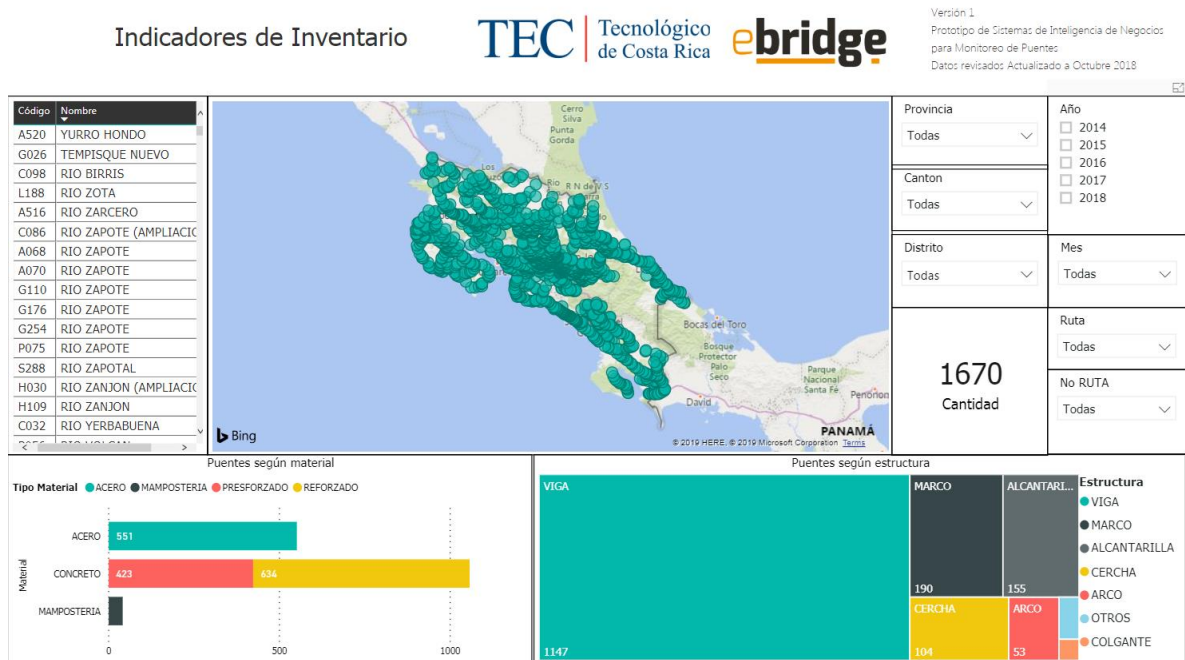 Indicadores de Inventario
TEC | Tecnológico
de Costa Rica
ebridge
Versión 1
Prototipo de Sistemas de Inteligencia de Negocios
para Monitoreo de Puentes
Datos revisados Actualizado a Octubre 2018
Código Nombre
A520 YURRO HONDO
G026 TEMPISQUE NUEVO
C098 RIO BIRRIS
L188 RIO ZOTA
A516 RIO ZARCERO
C086 RIO ZAPOTE (AMPLIACIO
A068 RIO ZAPOTE
A070 RIO ZAPOTE
G110 RIO ZAPOTE
G176 RIO ZAPOTE
G254 RIO ZAPOTE
P075 RIO ZAPOTE
S288 RIO ZAPOTAL
H030 RIO ZANJON (AMPLIACIO
H109 RIO ZANJON
C032 RIO YERBABUENA
Cerro
Silva
Punta
Gorda
Los
Rio
R N de V S
Bocas del Toro
Bosque
Protector
Palo
Seco
Parque
Nacional
Santa Fé
Penonon
David
PANAMÁ
Bing
© 2019 HERE, © 2019 Microsoft Corporation Terms
Provincia
Todas
Canton
Todas
Distrito
Todas
1670
Cantidad
Año
2014
2015
2016
2017
2018
Mes
Todas
Ruta
Todas
No RUTA
Todas
Puentes según material
Tipo Material ACERO MAMPOSTERIA PRESFORZADO REFORZADO
Material
ACERO 551
CONCRETO 423 634
MAMPOSTERIA
0 500 1000
Puentes según estructura
VIGA
1147
MARCO
190
ALCANTARI...
155
CERCHA
104
ARCO
53
Estructura
VIGA
MARCO
ALCANTARILLA
CERCHA
ARCO
OTROS
COLGANTE